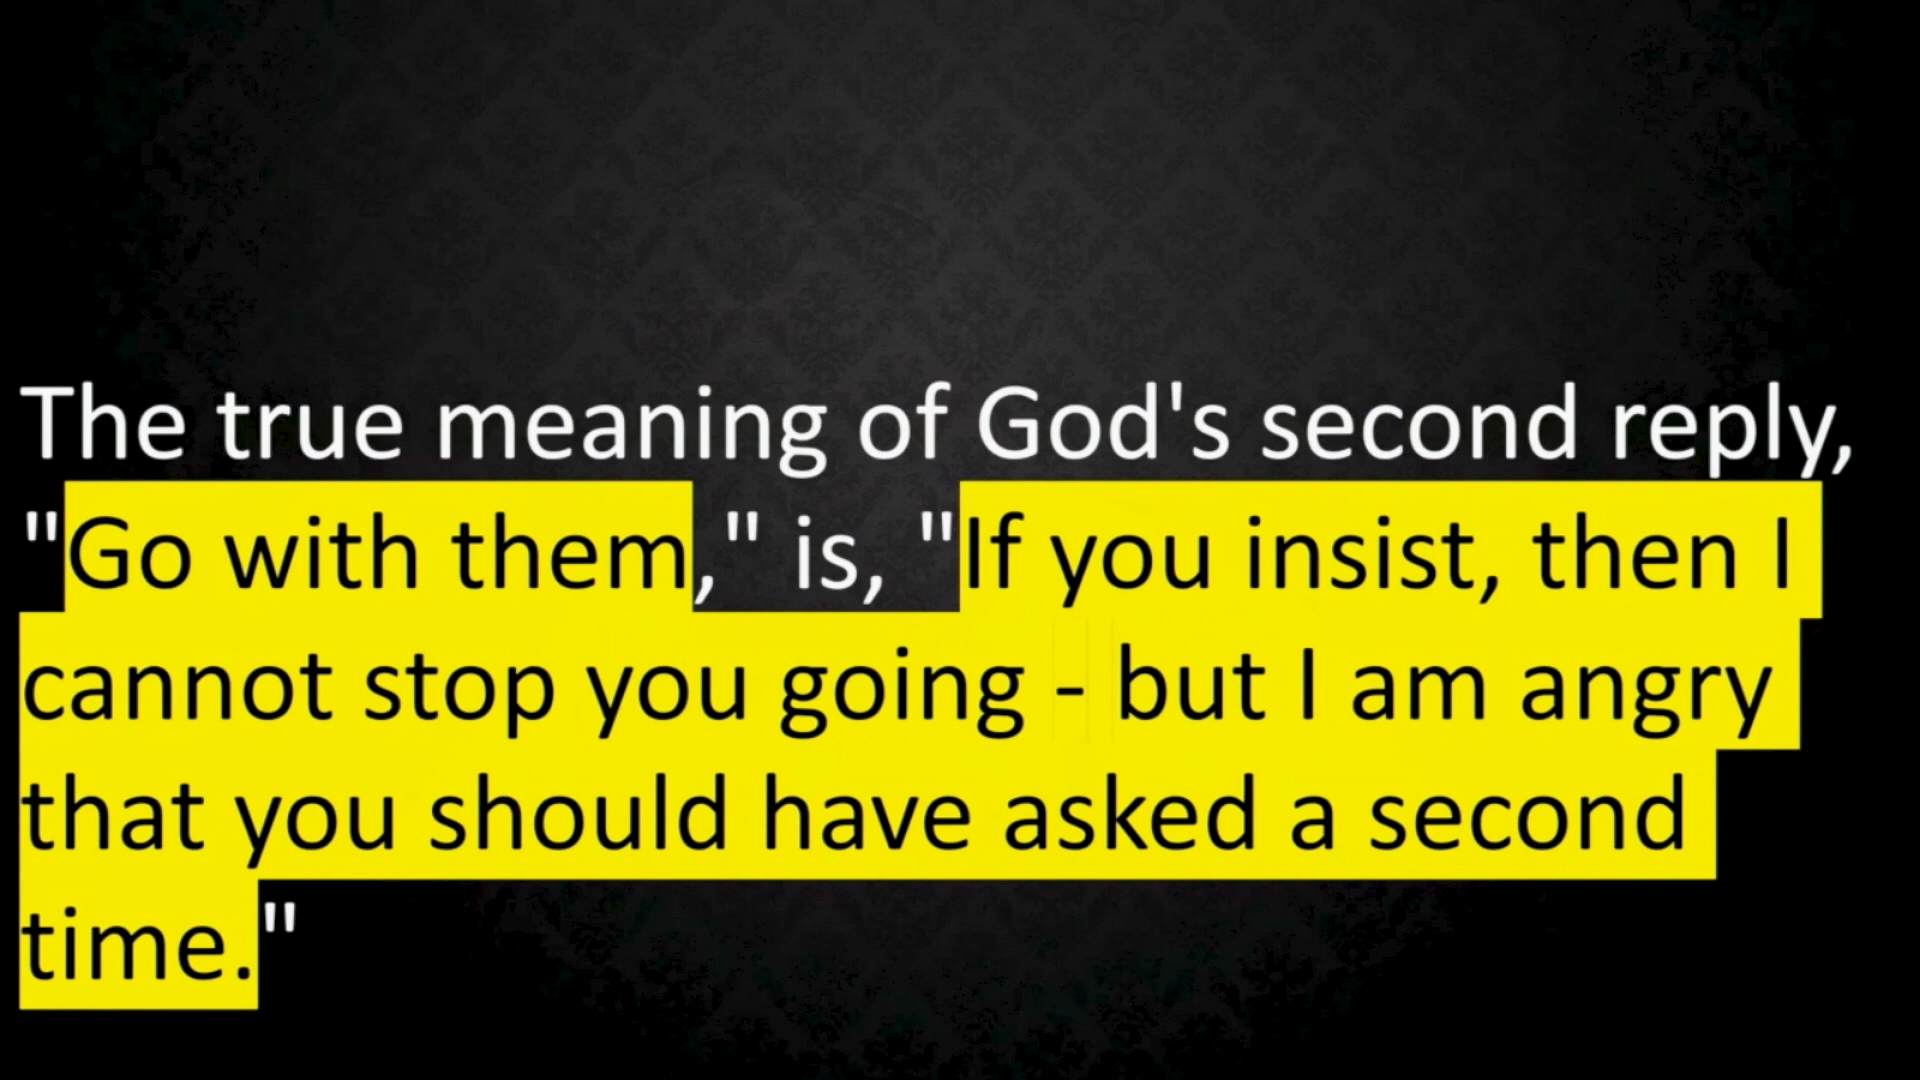 The true meaning of God's second reply,
"Go with them," is, "If you insist, then I
cannot stop you going - but I am angry
that you should have asked a second
time."